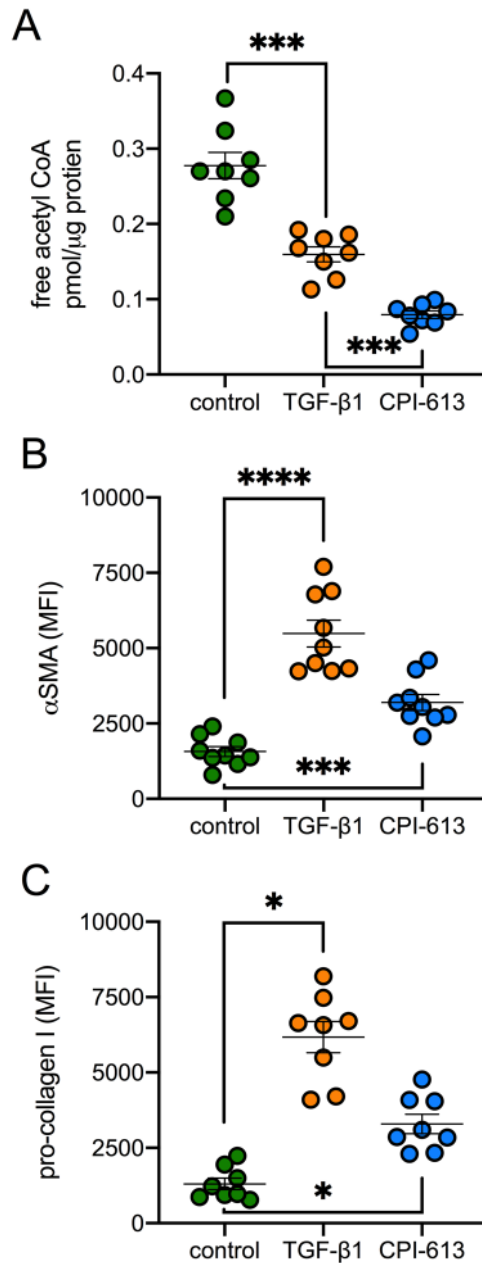 A
***
0.4
0.3
0.2
0.1
0.0
free acetyl CoA
pmol/μg protien
***
control TGF-β1 CPI-613
B
****
10000
7500
5000
2500
0
αSMA (MFI)
***
control TGF-β1 CPI-613
C
*
10000
7500
5000
2500
0
pro-collagen I (MFI)
*
control TGF-β1 CPI-613